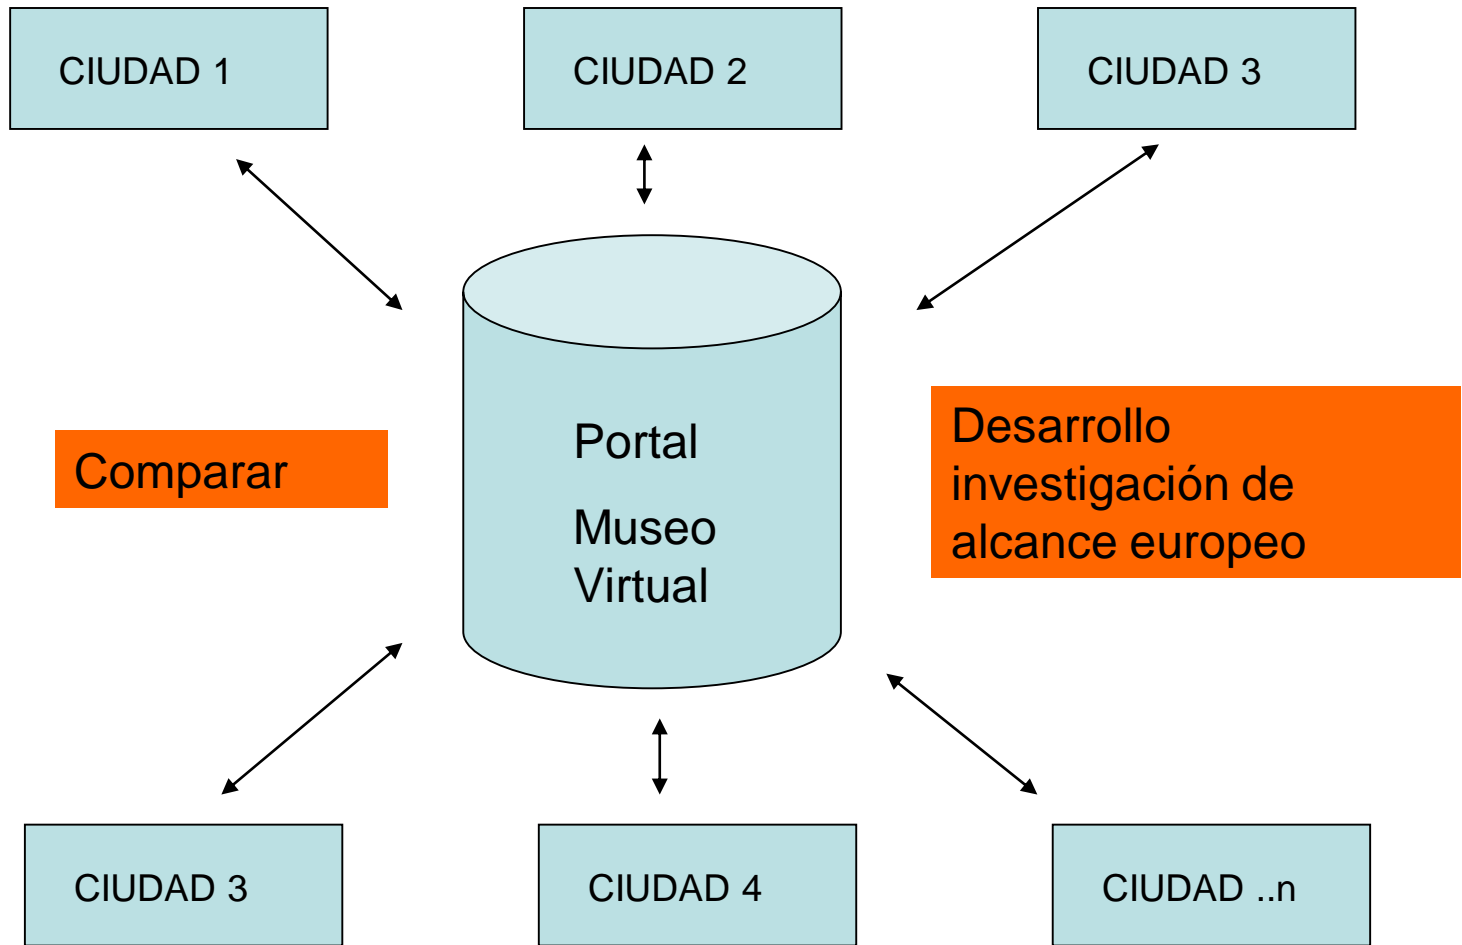 CIUDAD 1
CIUDAD 2
CIUDAD 3
Comparar
Portal
Museo
Virtual
Desarrollo
investigación de
alcance europeo
CIUDAD 3
CIUDAD 4
CIUDAD ..n